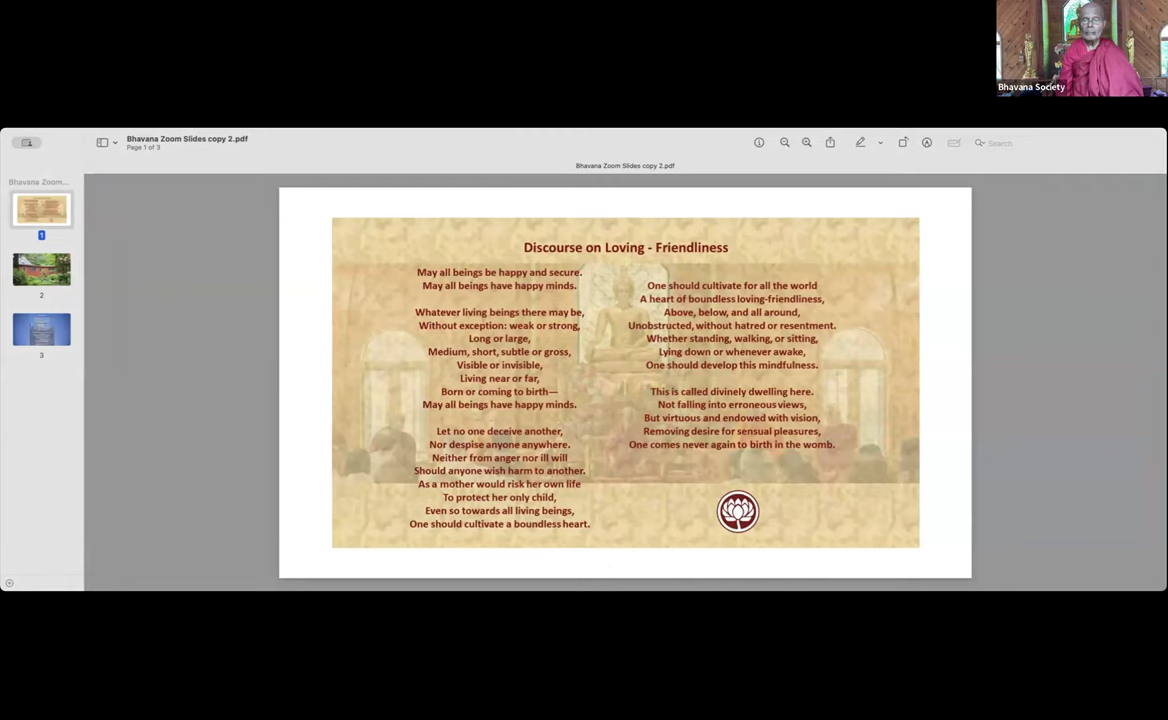 Bhavana Society
Bhavana Zoom Slides copy 2.pdf
Page 1 of 3
Search
Bhavana Zoom Slides copy 2.pdf
Bhavana Zoom...
1
2
3
Discourse on Loving - Friendliness
May all beings be happy and secure.
May all beings have happy minds.
Whatever living beings there may be,
Without exception: weak or strong,
Long or large,
Medium, short, subtle or gross,
Visible or invisible,
Living near or far,
Born or coming to birth—
May all beings have happy minds.
Let no one deceive another,
Nor despise anyone anywhere.
Neither from anger nor ill will
Should anyone wish harm to another.
As a mother would risk her own life
To protect her only child,
Even so towards all living beings,
One should cultivate a boundless heart.
One should cultivate for all the world
A heart of boundless loving-friendliness,
Above, below, and all around,
Unobstructed, without hatred or resentment.
Whether standing, walking, or sitting,
Lying down or whenever awake,
One should develop this mindfulness.
This is called divinely dwelling here.
Not falling into erroneous views,
But virtuous and endowed with vision,
Removing desire for sensual pleasures,
One comes never again to birth in the womb.